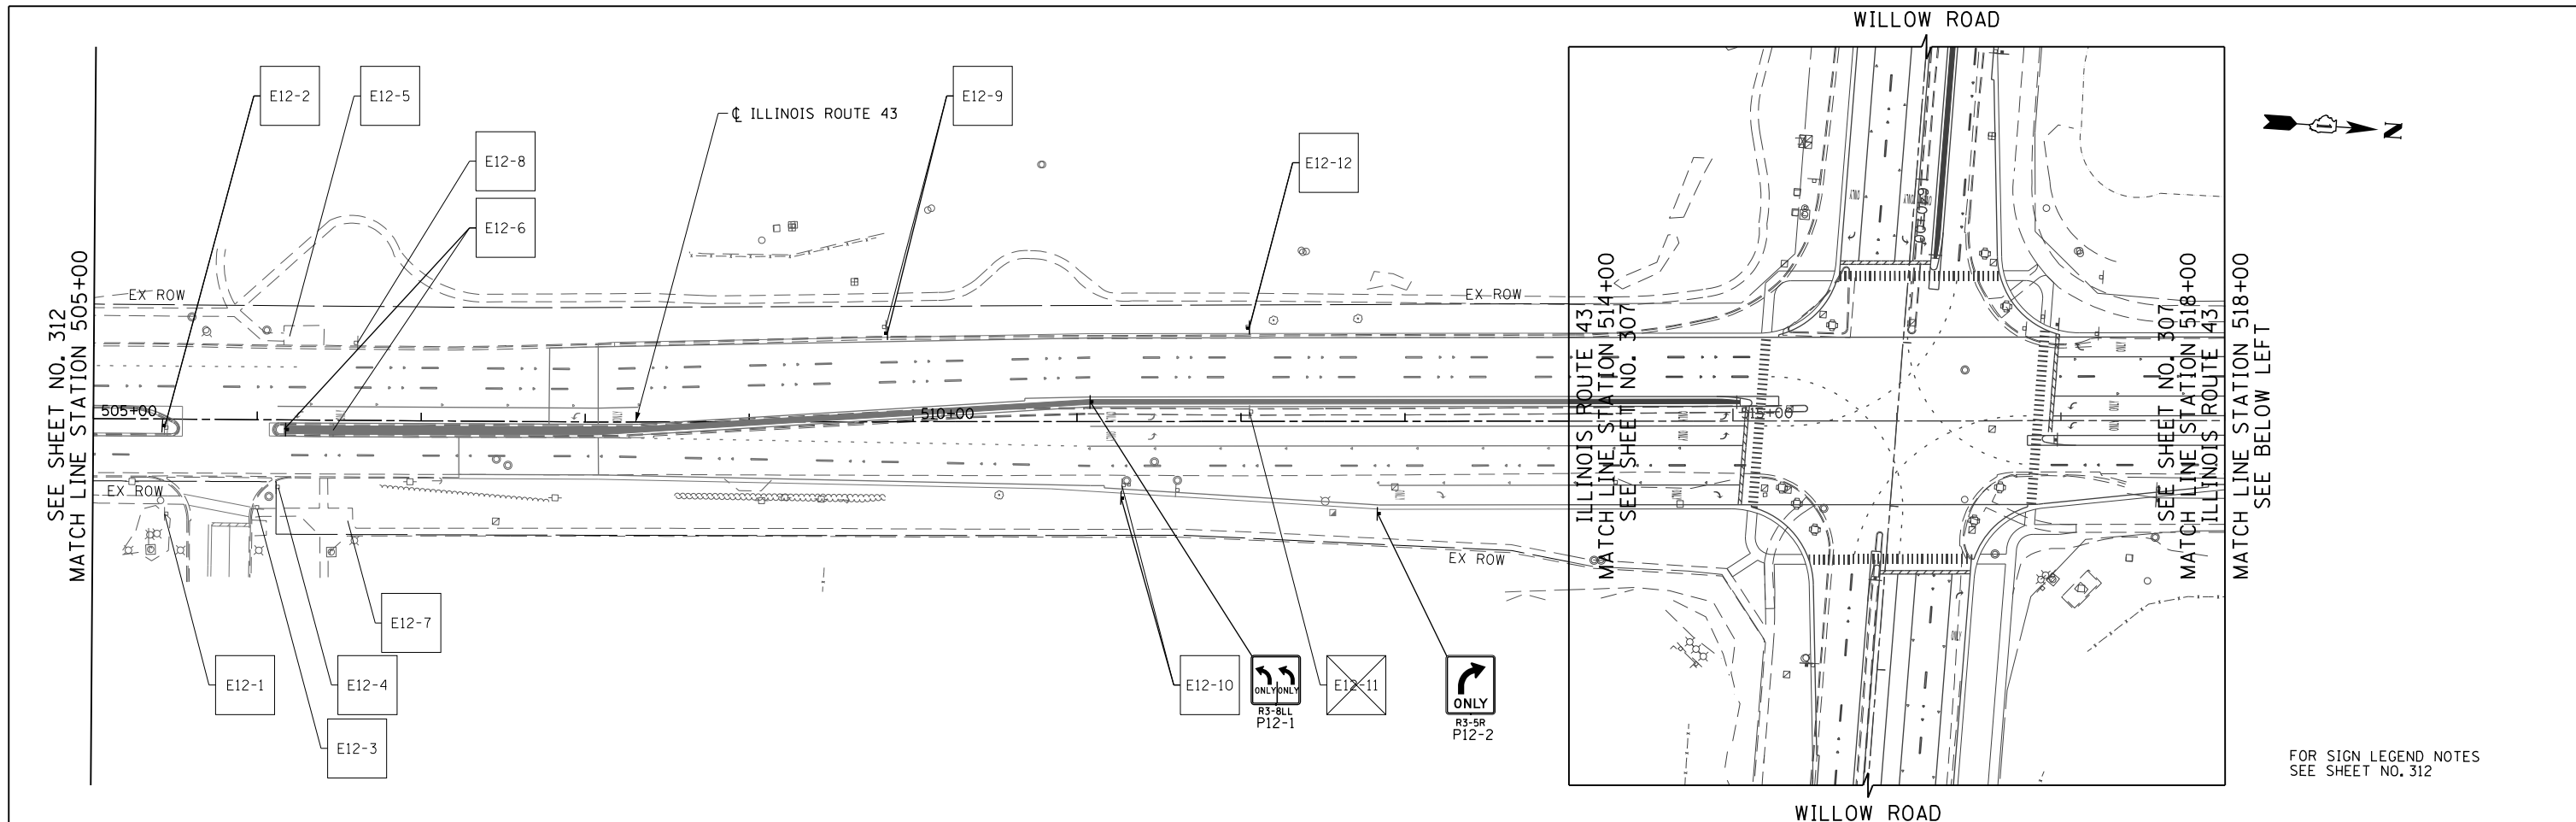 WILLOW ROAD
E12-2
E12-5
E12-9
℄ ILLINOIS ROUTE 43
E12-8
E12-12
E12-6
N
SEE SHEET NO. 312
MATCH LINE STATION 505+00
EX ROW
EX ROW
505+00
510+00
515+00
ONLY
ONLY
ONLY
EX ROW
EX ROW
ILLINOIS ROUTE 43
MATCH LINE STATION 514+00
SEE SHEET NO. 307
SEE SHEET NO. 307
MATCH LINE STATION 518+00
ILLINOIS ROUTE 43
MATCH LINE STATION 518+00
SEE BELOW LEFT
E12-7
E12-1
E12-4
E12-3
E12-10
ONLY ONLY
R3-8LL
P12-1
E12-11
ONLY
R3-5R
P12-2
FOR SIGN LEGEND NOTES
SEE SHEET NO. 312
WILLOW ROAD